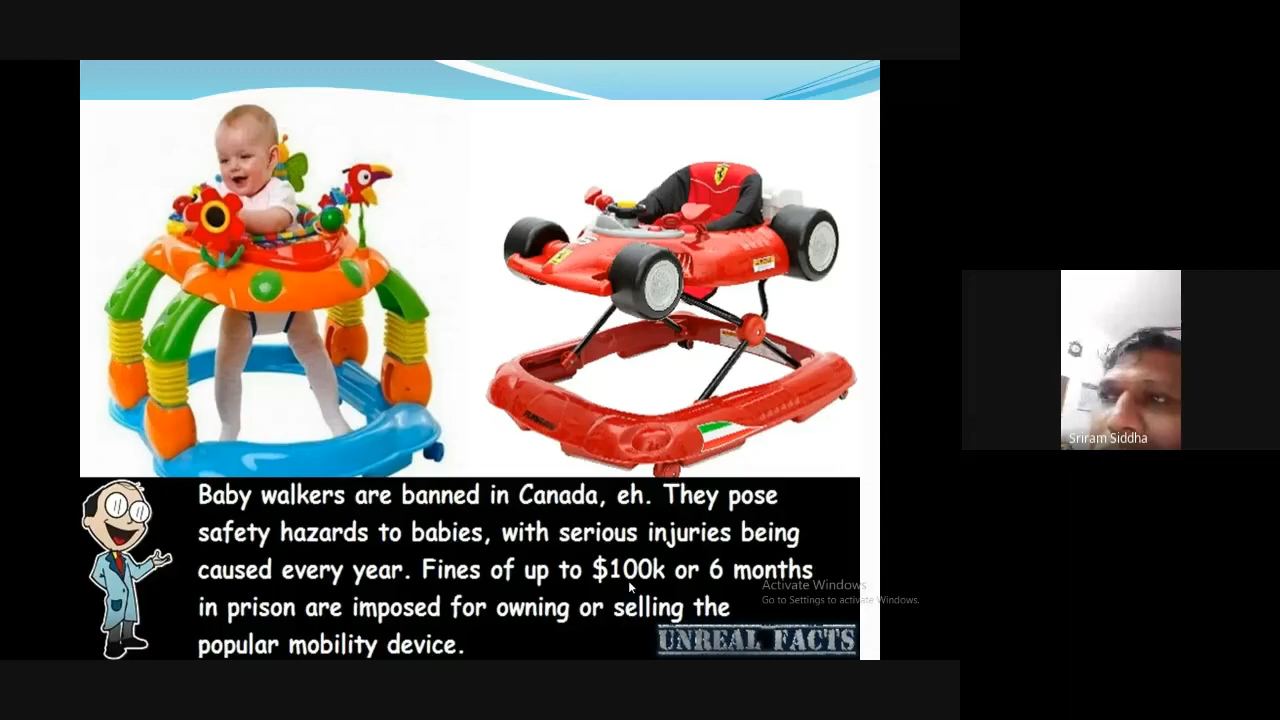 Baby walkers are banned in Canada, eh. They pose
safety hazards to babies, with serious injuries being
caused every year. Fines of up to $100k or 6 months
in prison are imposed for owning or selling the
popular mobility device.
UNREAL FACTS
Activate Windows
Go to Settings to activate Windows.
Sriram Siddha